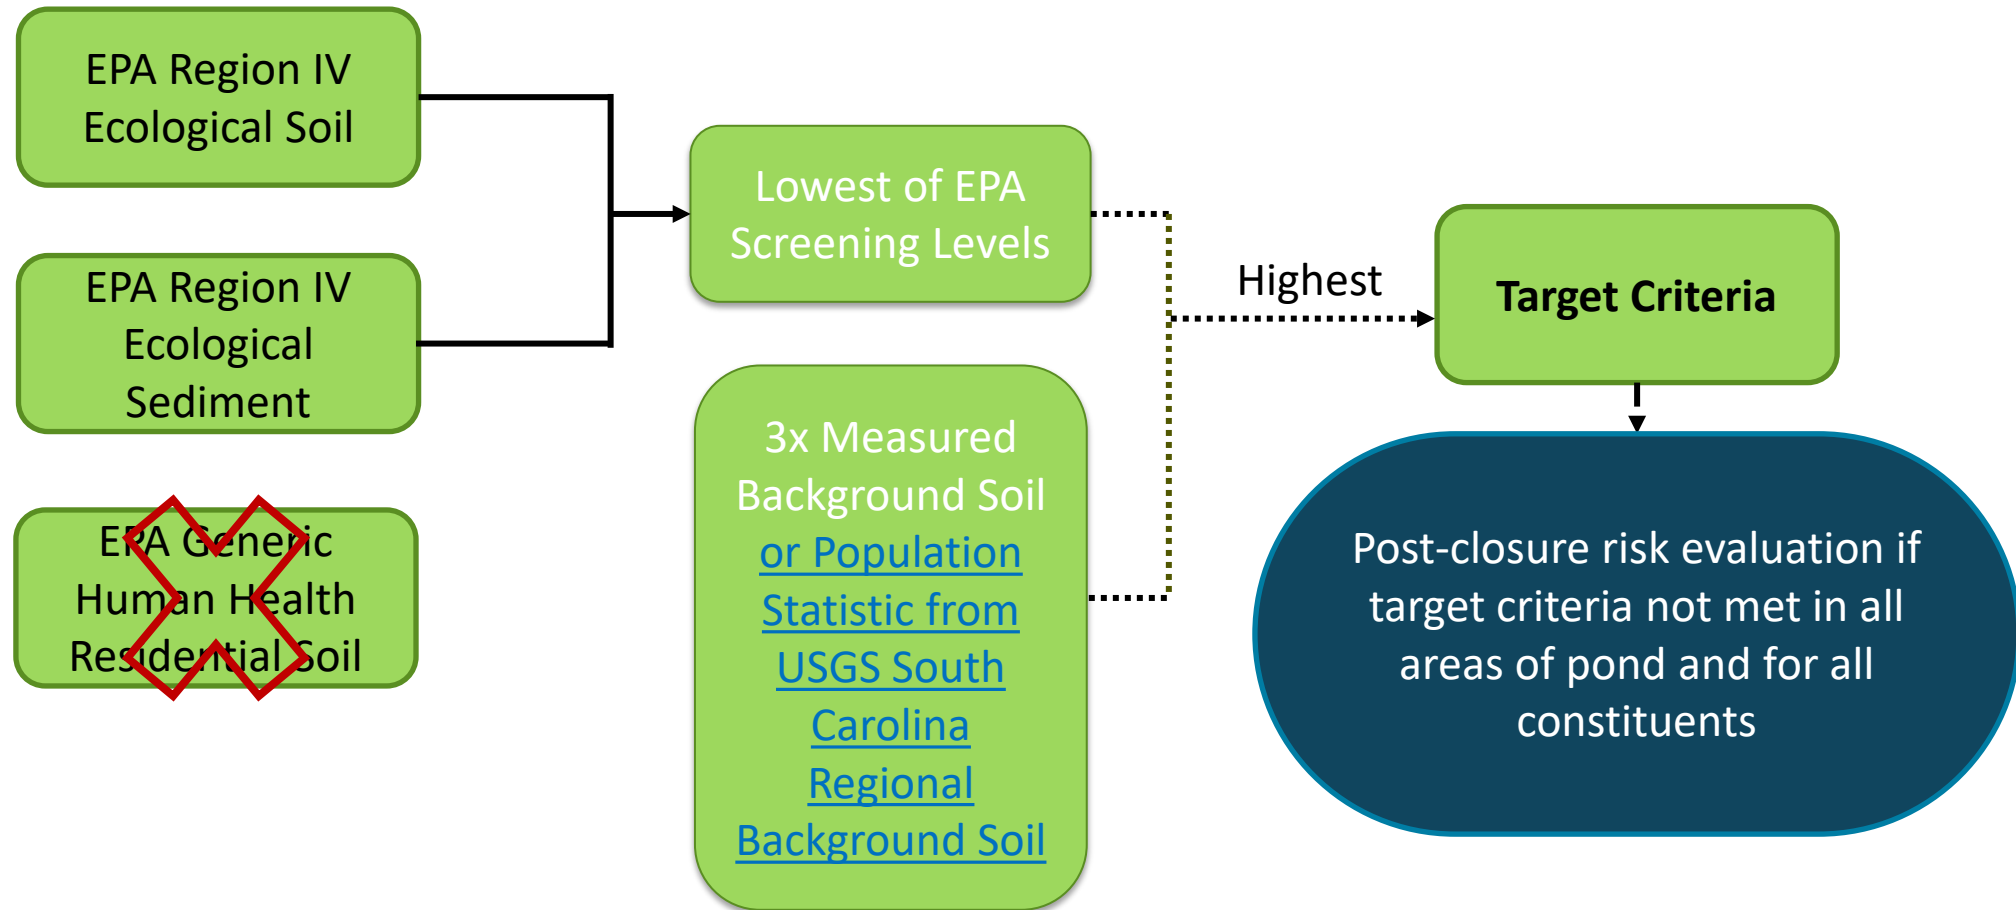 EPA Region IV
Ecological Soil
EPA Region IV
Ecological
Sediment
EPA Generic
Human Health
Residential Soil
Lowest of EPA
Screening Levels
3x Measured
Background Soil
or Population
Statistic from
USGS South
Carolina
Regional
Background Soil
Highest
Target Criteria
Post-closure risk evaluation if
target criteria not met in all
areas of pond and for all
constituents